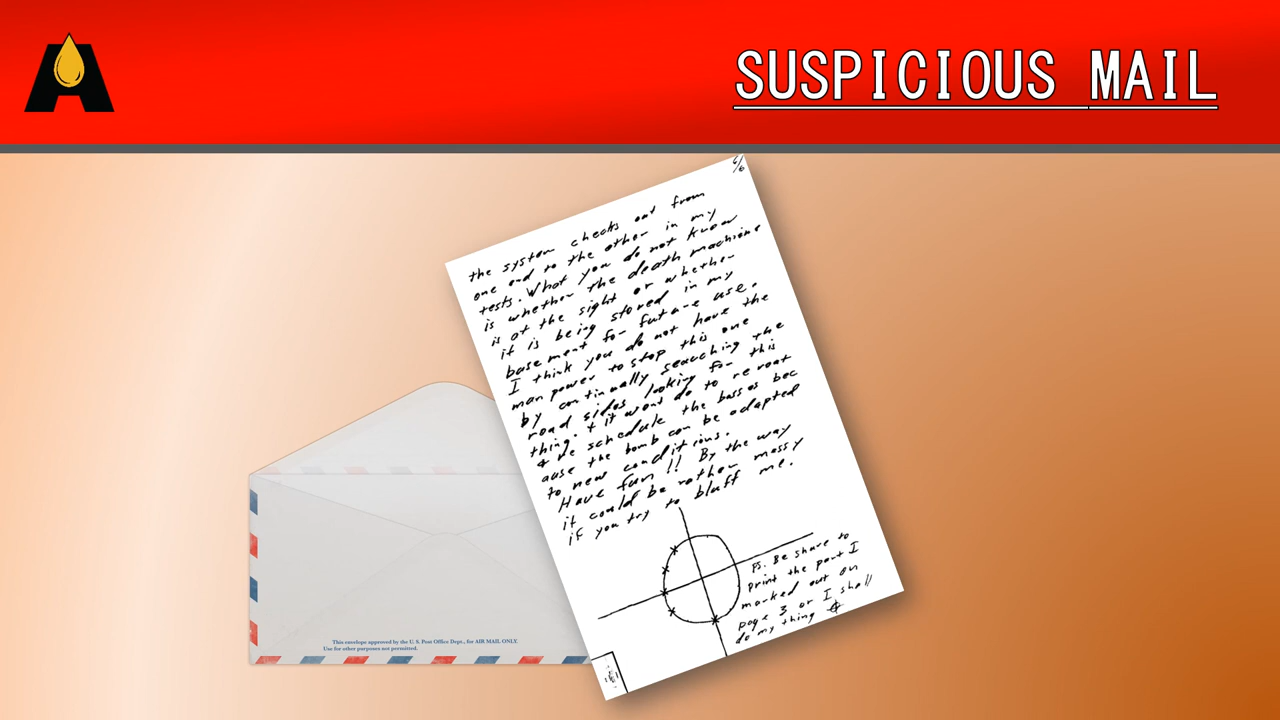 SUSPICIOUS MAIL
6/6
the system checks out from
one end to the other in my
tests. What you do not know
is whether the death machine
is at the sight or whether
it is being stored in my
basement for future use.
I think you do not have the
man power to stop this one
by continually searching the
road sides looking for this
thing. & it wont do to re roat
& re schedule the busses bec
ause the bomb can be adapted
to new conditions.
Have fun !! By the way
it could be rather messy
if you try to bluff me.
PS. Be shure to
print the part I
marked out on
page 3 or I shall
do my thing
This envelope approved by the U. S. Post Office Dept., for AIR MAIL ONLY.
Use for other purposes not permitted.